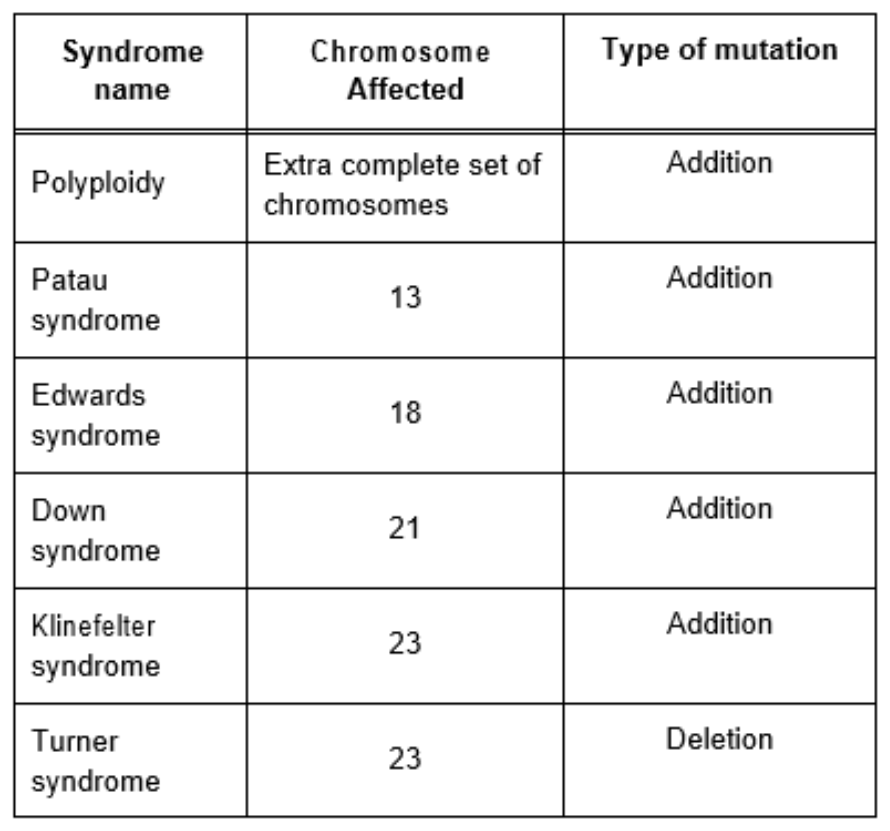 Syndrome name
Chromosome Affected
Type of mutation
Polyploidy
Extra complete set of
chromosomes
Addition
Patau
syndrome
13
Addition
Edwards
syndrome
18
Addition
Down
syndrome
21
Addition
Klinefelter
syndrome
23
Addition
Turner
syndrome
23
Deletion